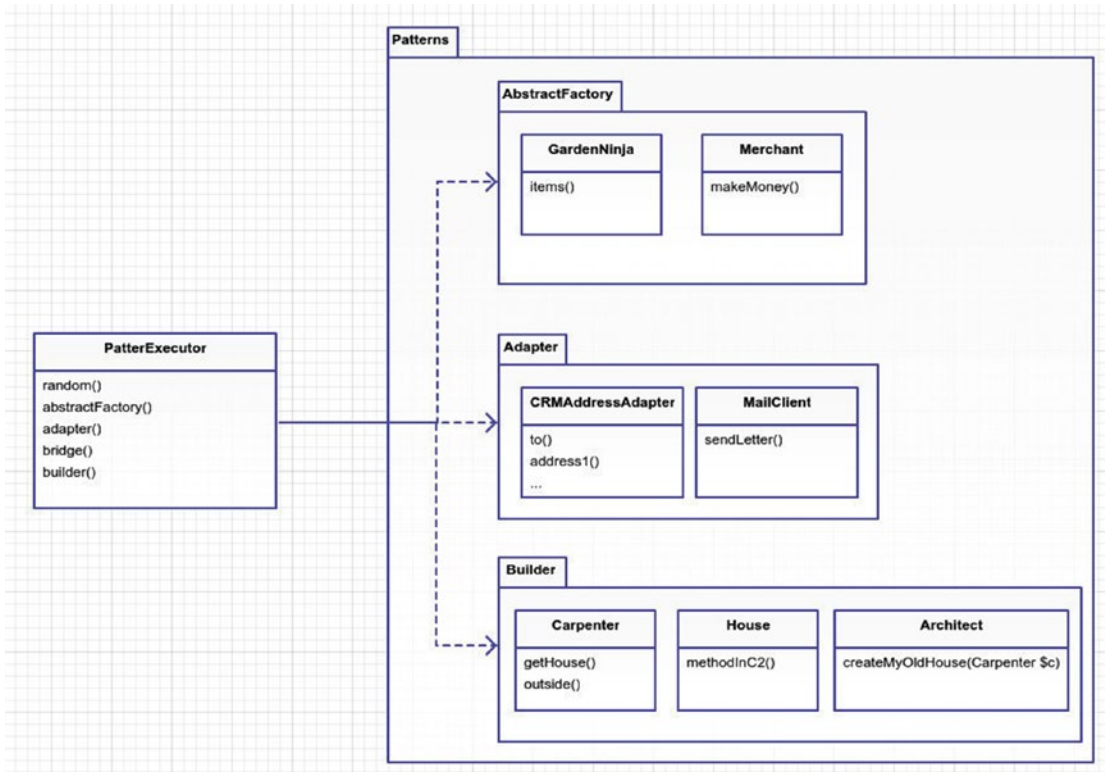 Patterns
AbstractFactory
GardenNinja
items()
Merchant
makeMoney()
PatterExecutor
random()
abstractFactory()
adapter()
bridge()
builder()
Adapter
CRMAddressAdapter
to()
address1()
...
MailClient
sendLetter()
Builder
Carpenter
getHouse()
outside()
House
methodInC2()
Architect
createMyOldHouse(Carpenter $c)